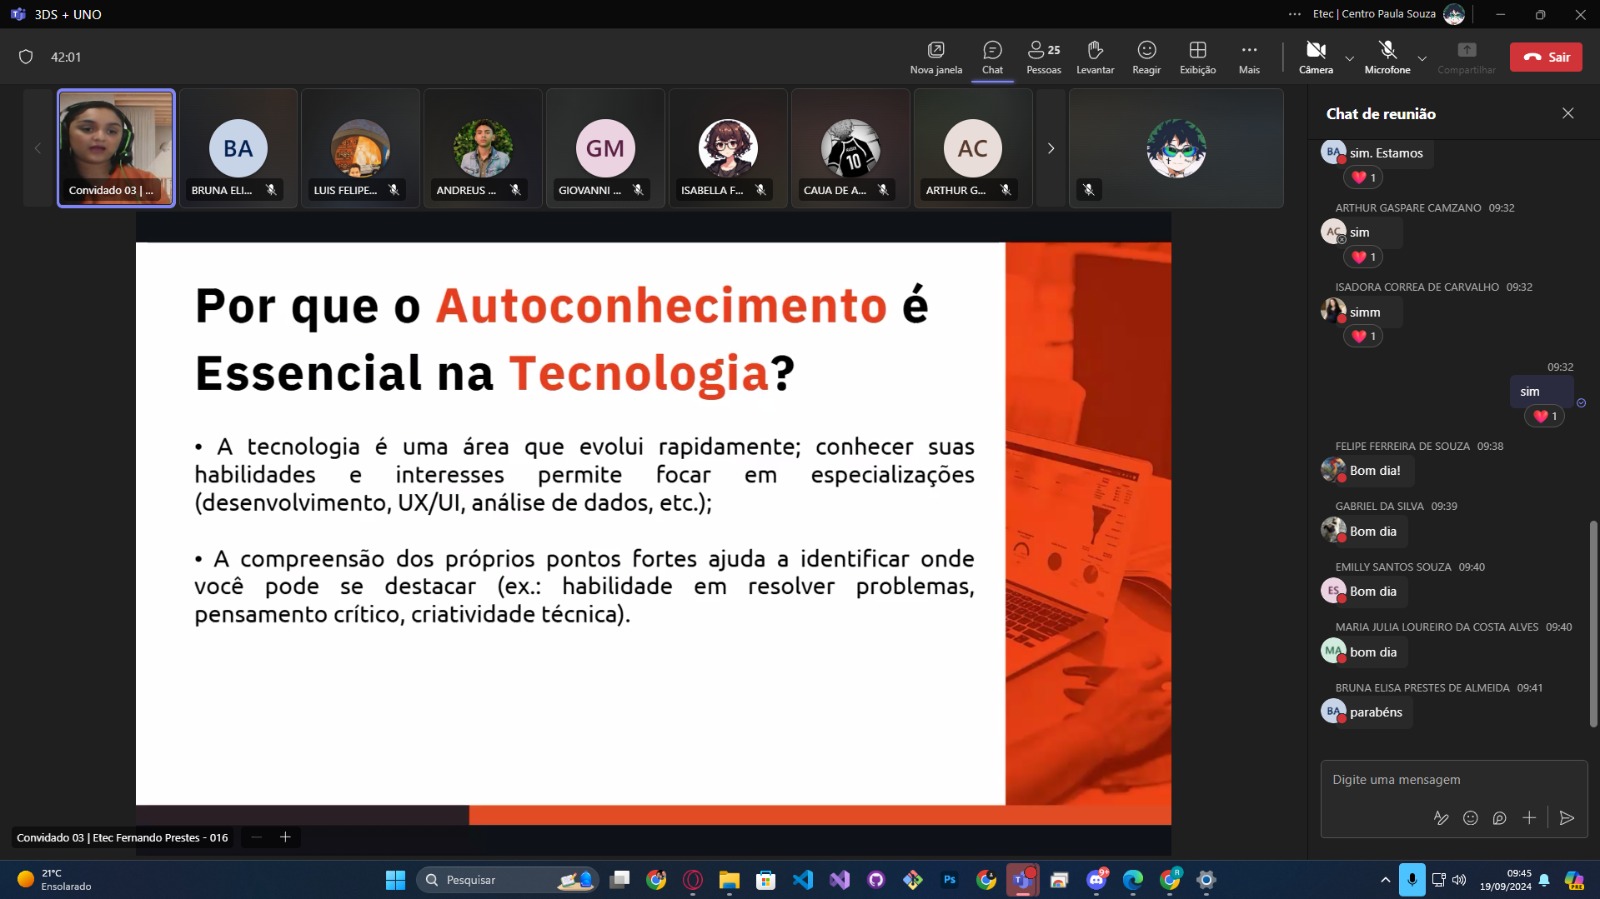 3DS + UNO
Etec | Centro Paula Souza
42:01
Nova janela
Chat
25
Pessoas
Levantar
Reagir
Exibição
Mais
Câmera
Microfone
Compartilhar
Sair
Convidado 03 | ...
BA
BRUNA ELI...
LUIS FELIPE...
ANDREUS ...
GM
GIOVANNI ...
ISABELLA F...
10
CAUA DE A...
AC
ARTHUR G...
Por que o Autoconhecimento é
Essencial na Tecnologia?
• A tecnologia é uma área que evolui rapidamente; conhecer suas
habilidades e interesses permite focar em especializações
(desenvolvimento, UX/UI, análise de dados, etc.);
• A compreensão dos próprios pontos fortes ajuda a identificar onde
você pode se destacar (ex.: habilidade em resolver problemas,
pensamento crítico, criatividade técnica).
Convidado 03 | Etec Fernando Prestes - 016
Chat de reunião
BA
sim. Estamos
1
ARTHUR GASPARE CAMZANO 09:32
AC
sim
1
ISADORA CORREA DE CARVALHO 09:32
simm
1
09:32
sim
1
FELIPE FERREIRA DE SOUZA 09:38
Bom dia!
GABRIEL DA SILVA 09:39
Bom dia
EMILLY SANTOS SOUZA 09:40
ES
Bom dia
MARIA JULIA LOUREIRO DA COSTA ALVES 09:40
MA
bom dia
BRUNA ELISA PRESTES DE ALMEIDA 09:41
BA
parabéns
Digite uma mensagem
21°C
Ensolarado
Pesquisar
Ps
09:45
19/09/2024